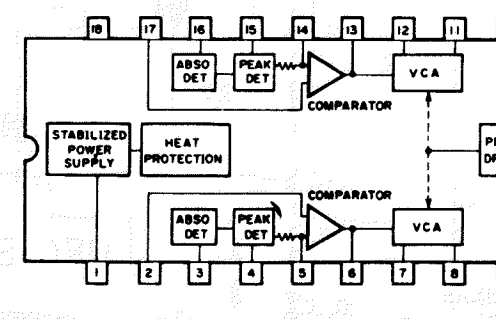 18 17 16 15 14 13 12 11
ABSO
DET
PEAK
DET
VCA
COMPARATOR
STABILIZED
POWER
SUPPLY
HEAT
PROTECTION
COMPARATOR
ABSO
DET
PEAK
DET
VCA
1 2 3 4 5 6 7 8